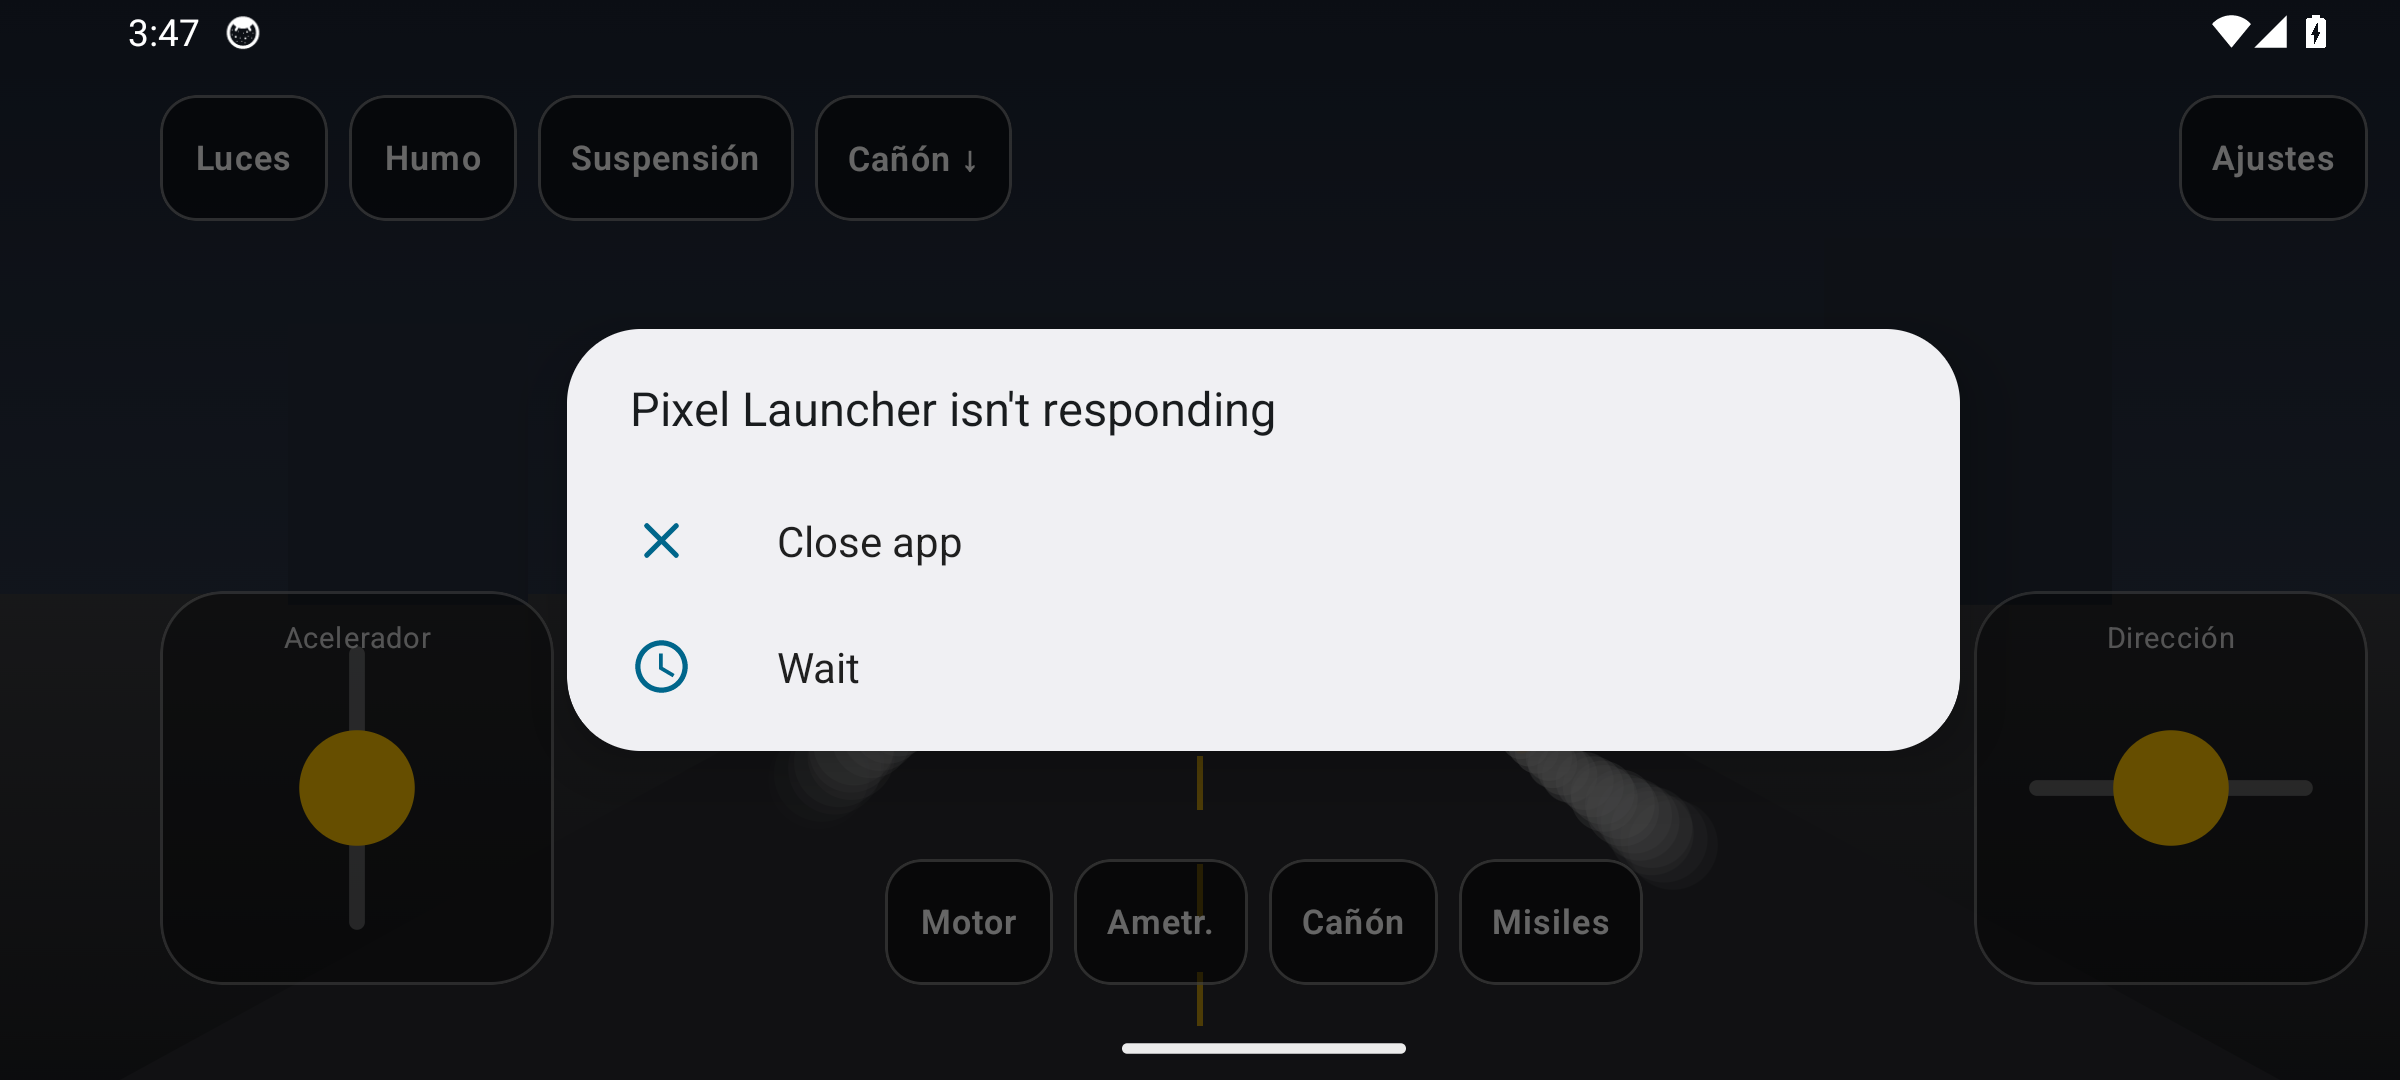 3:47
Luces
Humo
Suspensión
Cañón ↓
Ajustes
Pixel Launcher isn't responding
Close app
Wait
Acelerador
Dirección
Motor
Ametr.
Cañón
Misiles